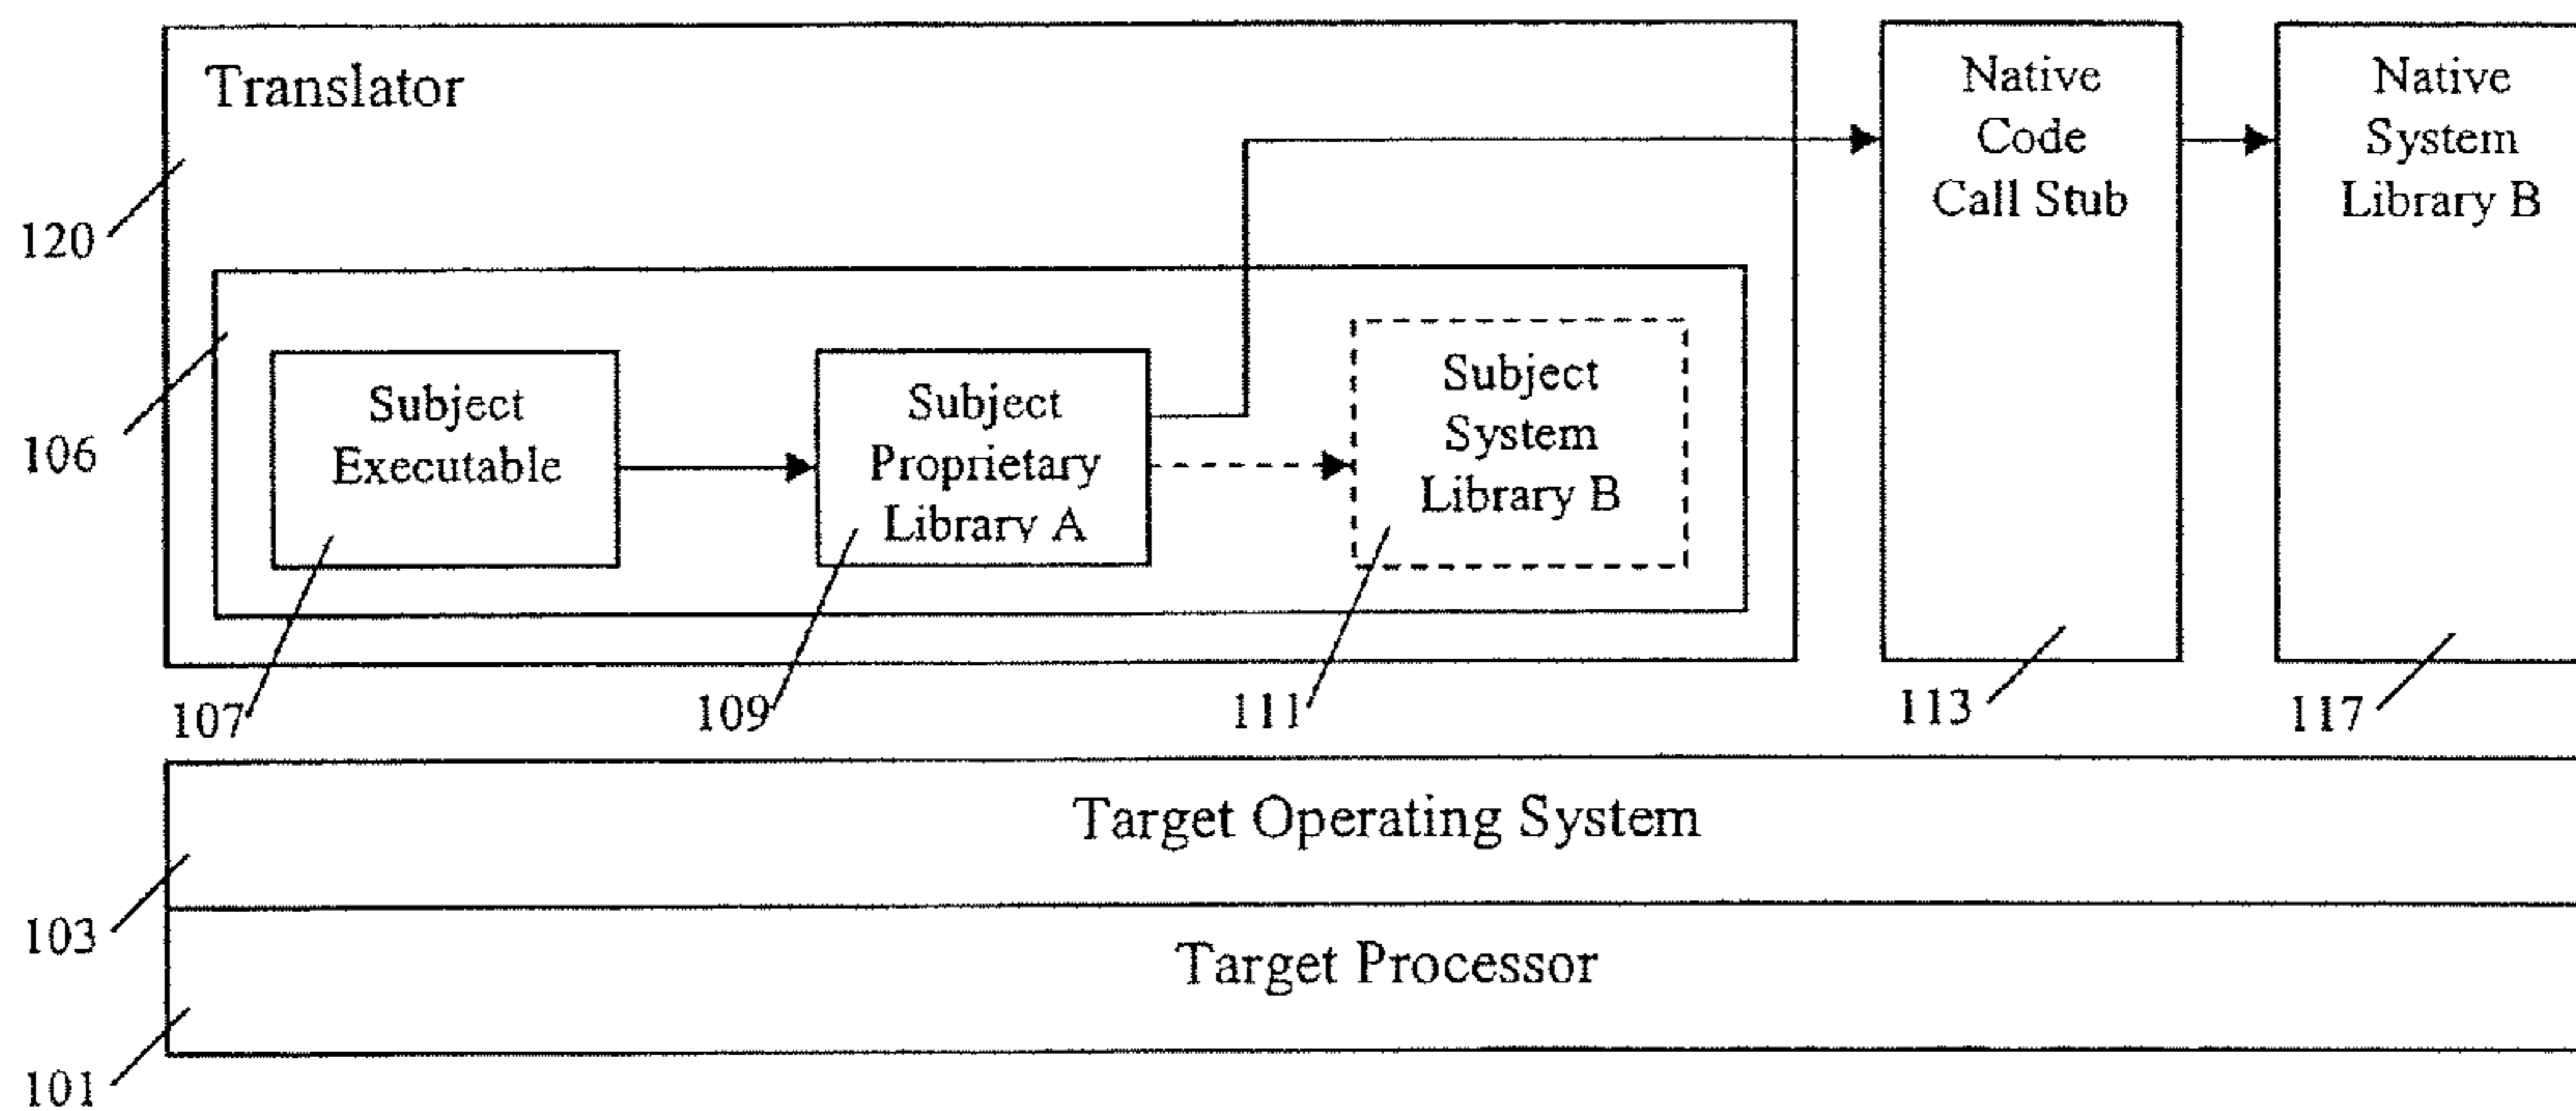 Translator
Native
Code
Call Stub
Native
System
Library B
120
106
Subject
Executable
Subject
Proprietary
Library A
Subject
System
Library B
107
109
111
113
117
Target Operating System
103
Target Processor
101